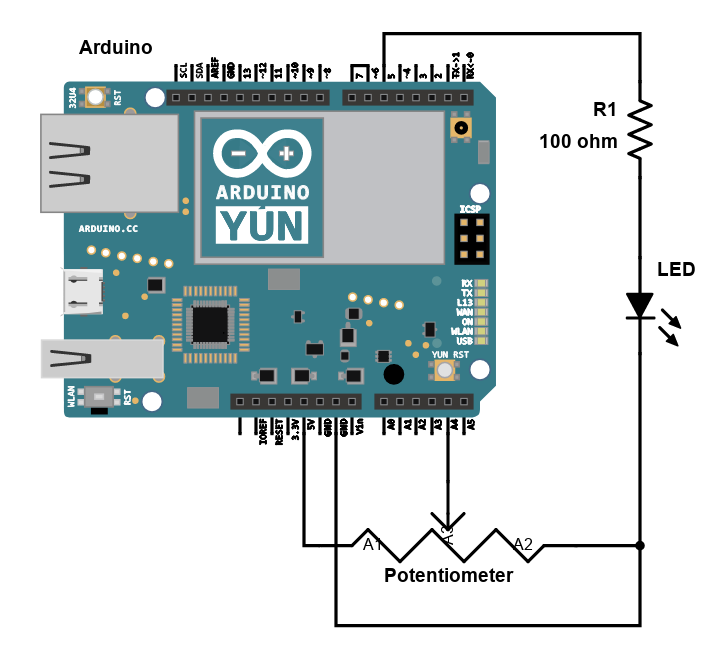 Arduino
SCL
SDA
AREF
GND
13
~12
11
~10
~9
~8
7
~6
5
~4
3
2
TX->1
RX<-0
32U4
RST
R1
100 ohm
ARDUINO
YÚN
ICSP
ARDUINO.CC
LED
RX
TX
L13
WAN
ON
WLAN
USB
YUN RST
WLAN
RST
IOREF
RESET
3.3V
5V
GND
GND
Vin
A0
A1
A2
A3
A4
A5
A1
A3
A2
Potentiometer